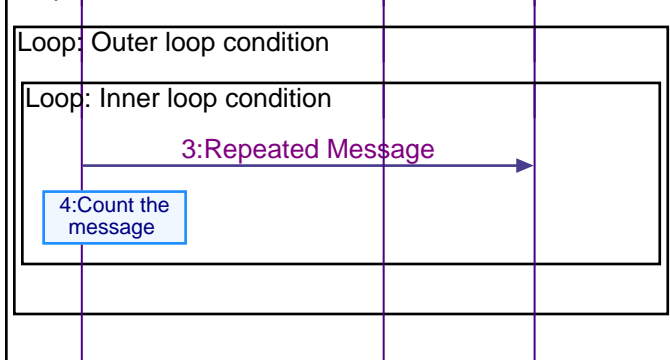 Loop: Outer loop condition
Loop: Inner loop condition
3:Repeated Message
4:Count the
message